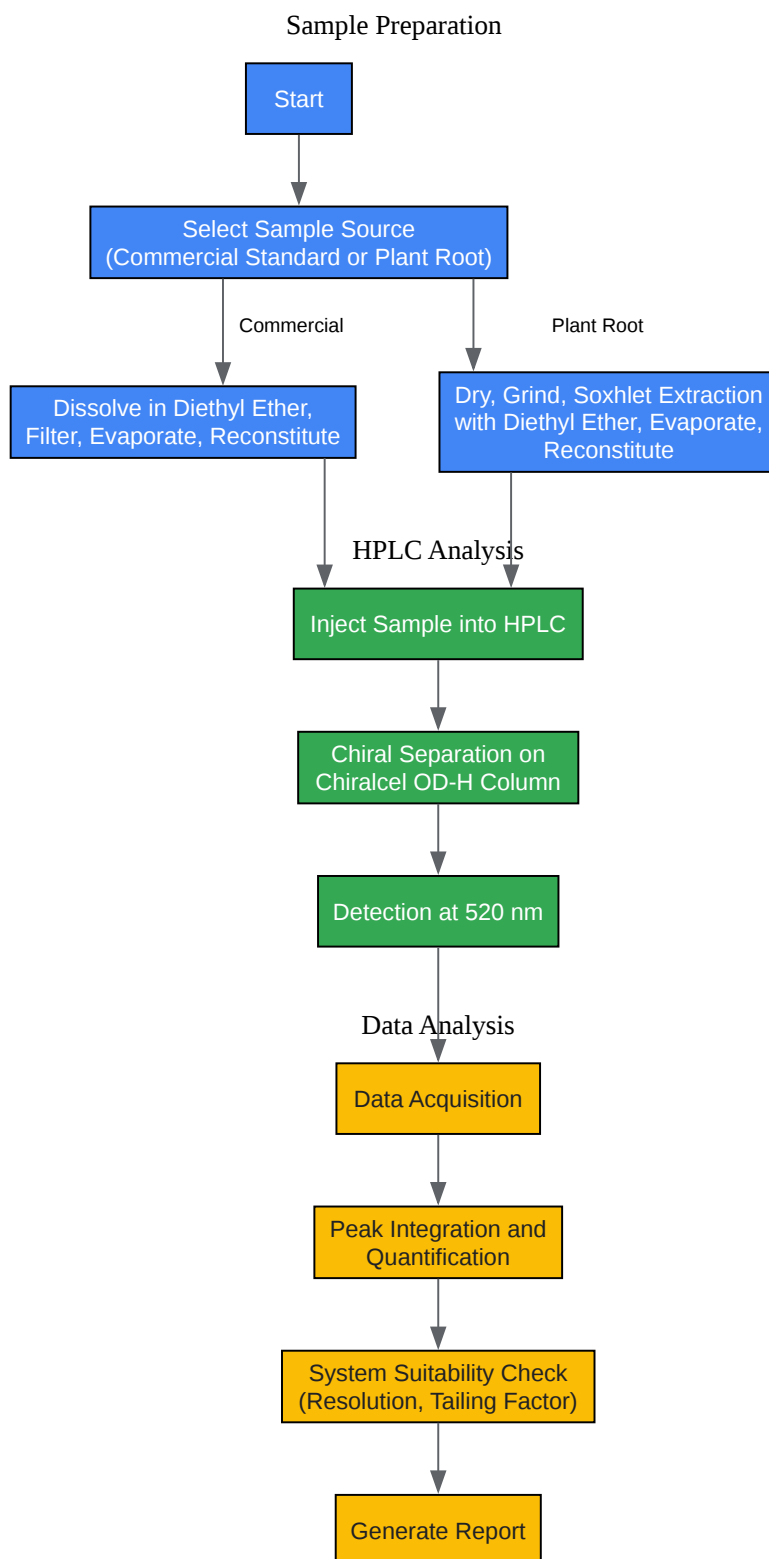 Sample Preparation
Start
Select Sample Source
(Commercial Standard or Plant Root)
Commercial
Plant Root
Dissolve in Diethyl Ether,
Filter, Evaporate, Reconstitute
Dry, Grind, Soxhlet Extraction
with Diethyl Ether, Evaporate,
Reconstitute
HPLC Analysis
Inject Sample into HPLC
Chiral Separation on
Chiralcel OD-H Column
Detection at 520 nm
Data Analysis
Data Acquisition
Peak Integration and
Quantification
System Suitability Check
(Resolution, Tailing Factor)
Generate Report